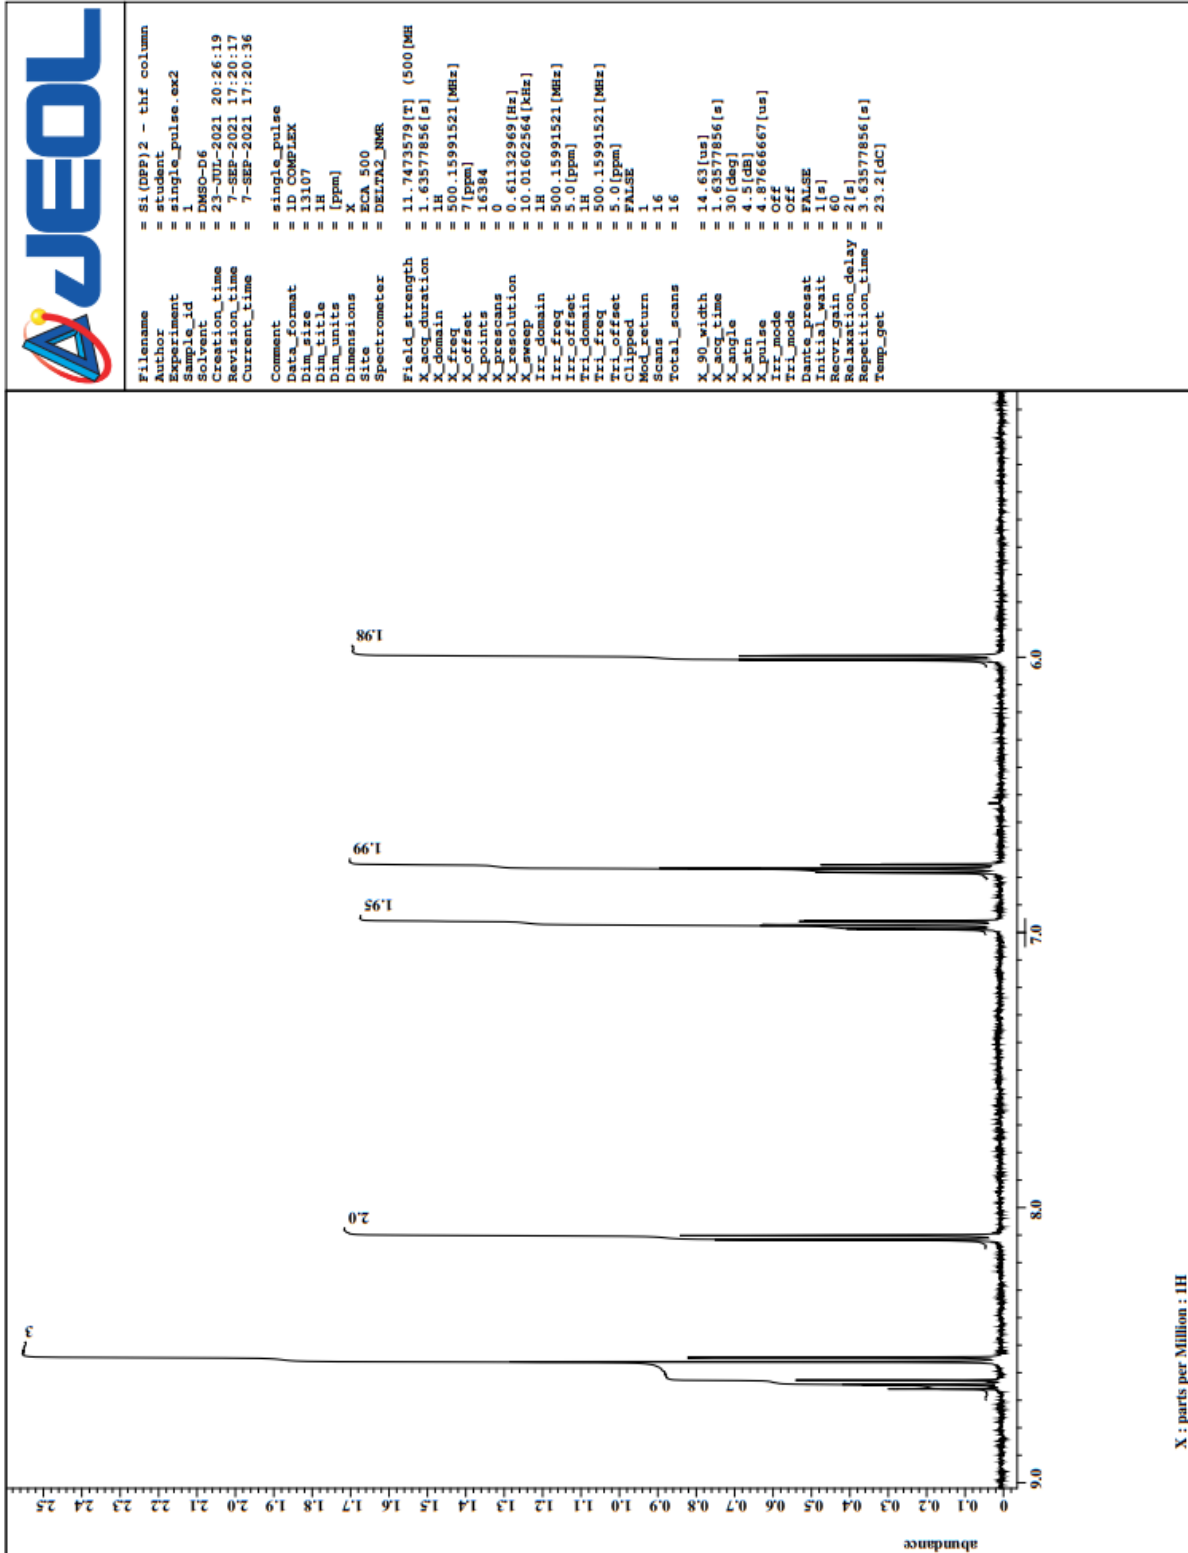 JEOL
Filename = Si(DPP)2 - thf column
Author = student
Experiment = single_pulse.ex2
Sample_id = 1
Solvent = DMSO-D6
Creation_time = 23-JUL-2021 20:26:19
Revision_time = 7-SEP-2021 17:20:17
Current_time = 7-SEP-2021 17:20:36
Comment = single_pulse
Data_format = 1D COMPLEX
Dim_size = 13107
Dim_title = 1H
Dim_units = [ppm]
Dimensions = X
Site = ECA 500
Spectrometer = DELTA2_NMR
Field_strength = 11.7473579[T] (500[MH
X_acq_duration = 1.63577856[s]
X_domain = 1H
X_freq = 500.15991521[MHz]
X_offset = 7[ppm]
X_points = 16384
X_prescans = 0
X_resolution = 0.61132969[Hz]
X_sweep = 10.01602564[kHz]
Irr_domain = 1H
Irr_freq = 500.15991521[MHz]
Irr_offset = 5.0[ppm]
Tri_domain = 1H
Tri_freq = 500.15991521[MHz]
Tri_offset = 5.0[ppm]
Clipped = FALSE
Mod_return = 1
Scans = 16
Total_scans = 16
X_90_width = 14.63[us]
X_acq_time = 1.63577856[s]
X_angle = 30[deg]
X_atn = 4.5[dB]
X_pulse = 4.87666667[us]
Irr_mode = Off
Tri_mode = Off
Dante_presat = FALSE
Initial_wait = 1[s]
Recvr_gain = 60
Relaxation_delay = 2[s]
Repetition_time = 3.63577856[s]
Temp_get = 23.2[dC]
abundance
2.5
2.4
2.3
2.2
2.1
2.0
1.9
1.8
1.7
1.6
1.5
1.4
1.3
1.2
1.1
1.0
0.9
0.8
0.7
0.6
0.5
0.4
0.3
0.2
0.1
0
3
2.0
1.95
1.99
1.98
9.0 8.0 7.0 6.0
X : parts per Million : 1H